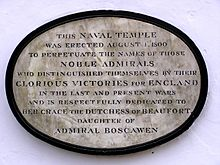 THIS NAVAL TEMPLE
WAS ERECTED AUGUST 1, 1800
TO PERPETUATE THE NAMES OF THOSE
NOBLE ADMIRALS
WHO DISTINGUISHED THEMSELVES BY THEIR
GLORIOUS VICTORIES FOR ENGLAND
IN THE LAST AND PRESENT WARS
AND IS RESPECTFULLY DEDICATED TO
HER GRACE THE DUTCHESS OF BEAUFORT,
DAUGHTER OF
ADMIRAL BOSCAWEN